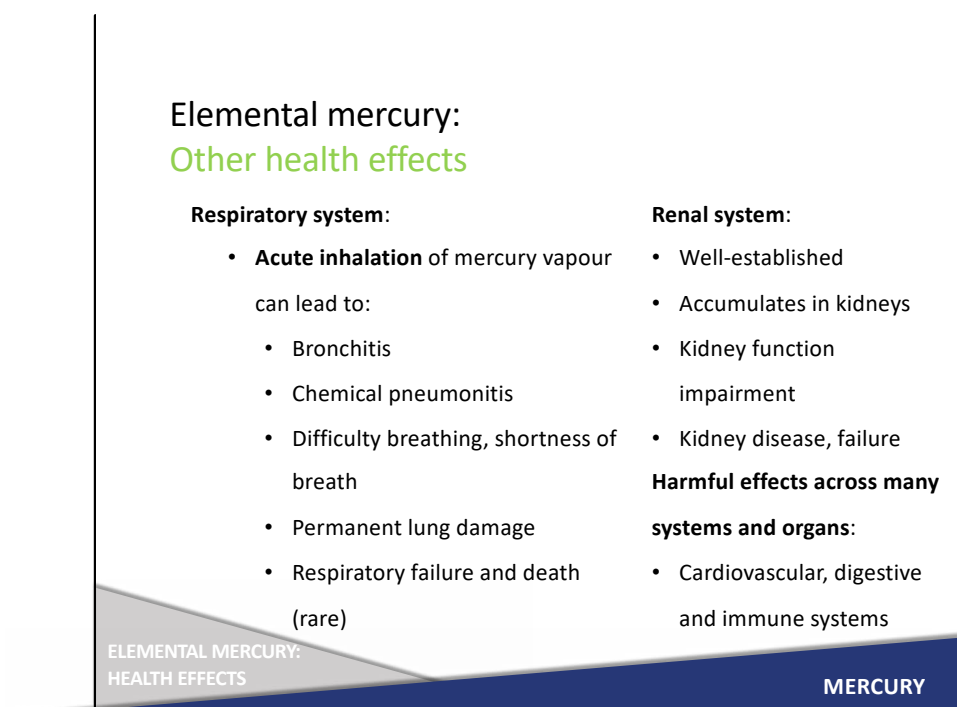 Elemental mercury:
Other health effects
Respiratory system:
• Acute inhalation of mercury vapour
can lead to:
• Bronchitis
• Chemical pneumonitis
• Difficulty breathing, shortness of
breath
• Permanent lung damage
• Respiratory failure and death
(rare)
Renal system:
• Well-established
• Accumulates in kidneys
• Kidney function
impairment
• Kidney disease, failure
Harmful effects across many
systems and organs:
• Cardiovascular, digestive
and immune systems
ELEMENTAL MERCURY:
HEALTH EFFECTS
MERCURY